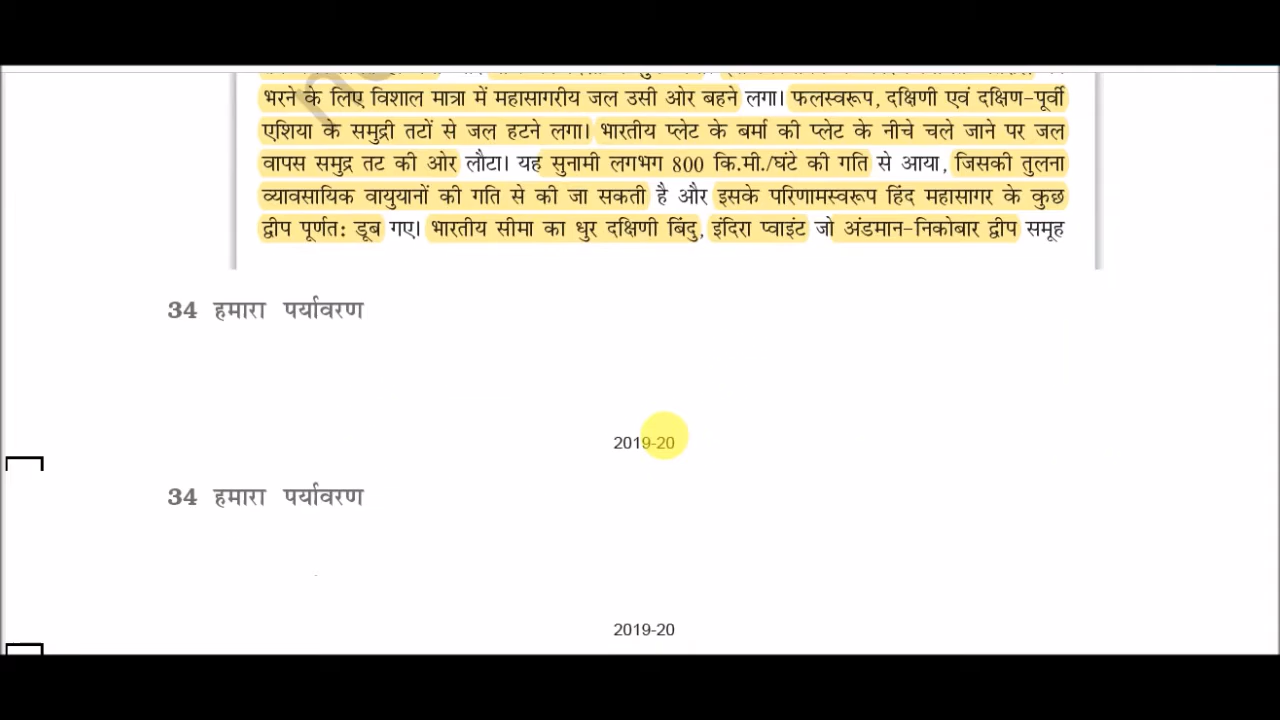 भरने के लिए विशाल मात्रा में महासागरीय जल उसी ओर बहने लगा। फलस्वरूप, दक्षिणी एवं दक्षिण-पूर्वी
एशिया के समुद्री तटों से जल हटने लगा। भारतीय प्लेट के बर्मा की प्लेट के नीचे चले जाने पर जल
वापस समुद्र तट की ओर लौटा। यह सुनामी लगभग 800 कि.मी./घंटे की गति से आया, जिसकी तुलना
व्यावसायिक वायुयानों की गति से की जा सकती है और इसके परिणामस्वरूप हिंद महासागर के कुछ
द्वीप पूर्णत: डूब गए। भारतीय सीमा का धुर दक्षिणी बिंदु, इंदिरा प्वाइंट जो अंडमान-निकोबार द्वीप समूह
34 हमारा पर्यावरण
2019-20
34 हमारा पर्यावरण
2019-20